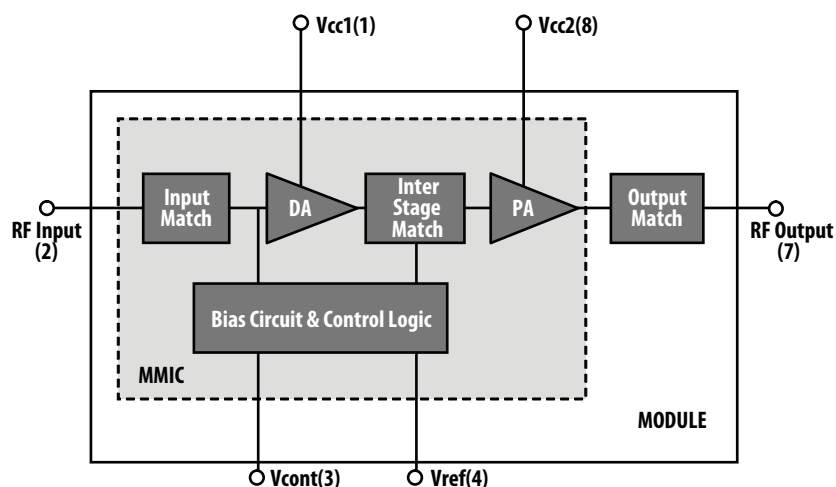 Vcc1(1)
Vcc2(8)
Input
Match
DA
Inter
Stage
Match
PA
Output
Match
RF Input
(2)
RF Output
(7)
Bias Circuit & Control Logic
MMIC
MODULE
Vcont(3)
Vref(4)